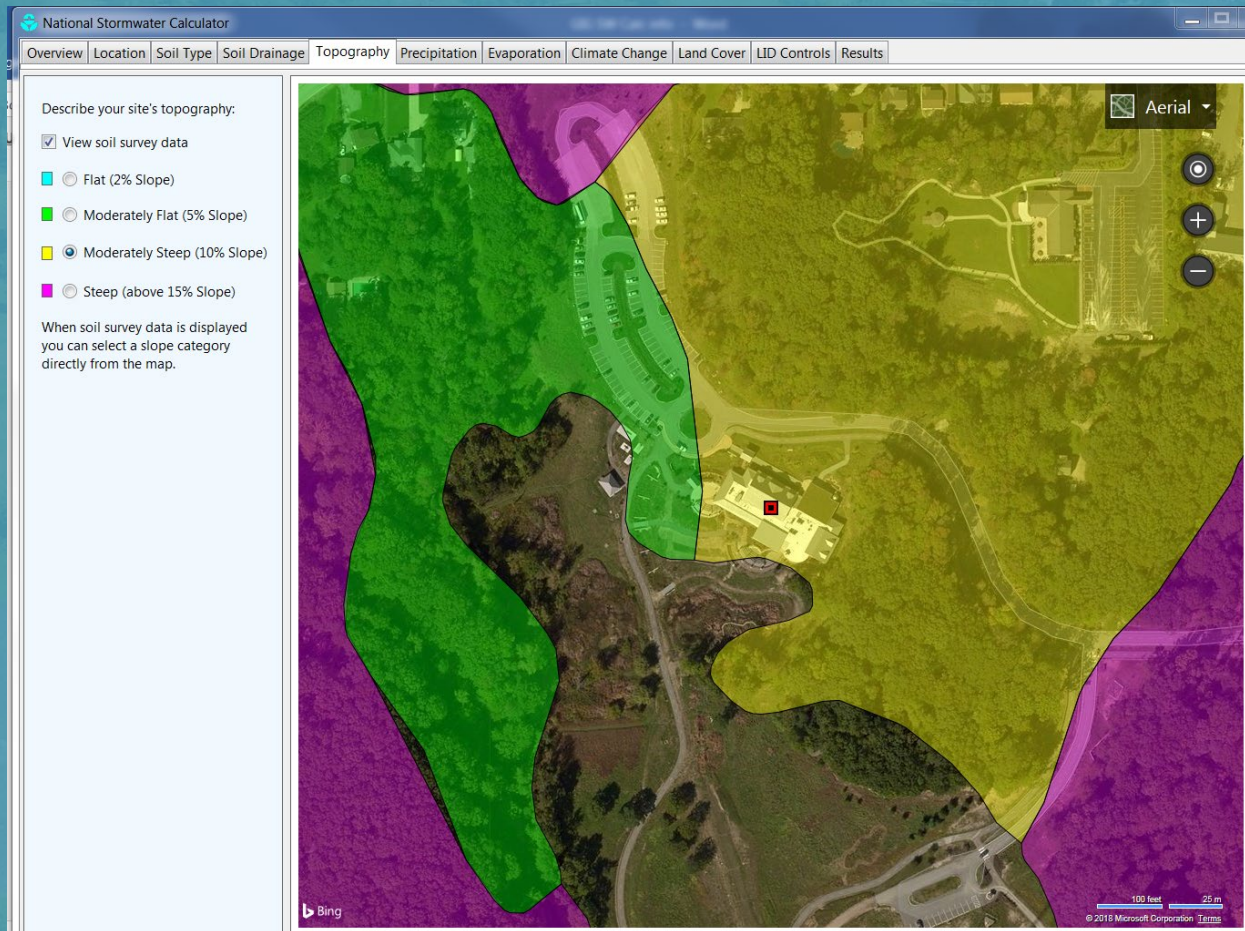 National Stormwater Calculator
Overview Location Soil Type Soil Drainage Topography Precipitation Evaporation Climate Change Land Cover LID Controls Results
Describe your site's topography:
View soil survey data
Flat (2% Slope)
Moderately Flat (5% Slope)
Moderately Steep (10% Slope)
Steep (above 15% Slope)
When soil survey data is displayed
you can select a slope category
directly from the map.
Aerial
Bing
100 feet 25 m
© 2018 Microsoft Corporation Terms